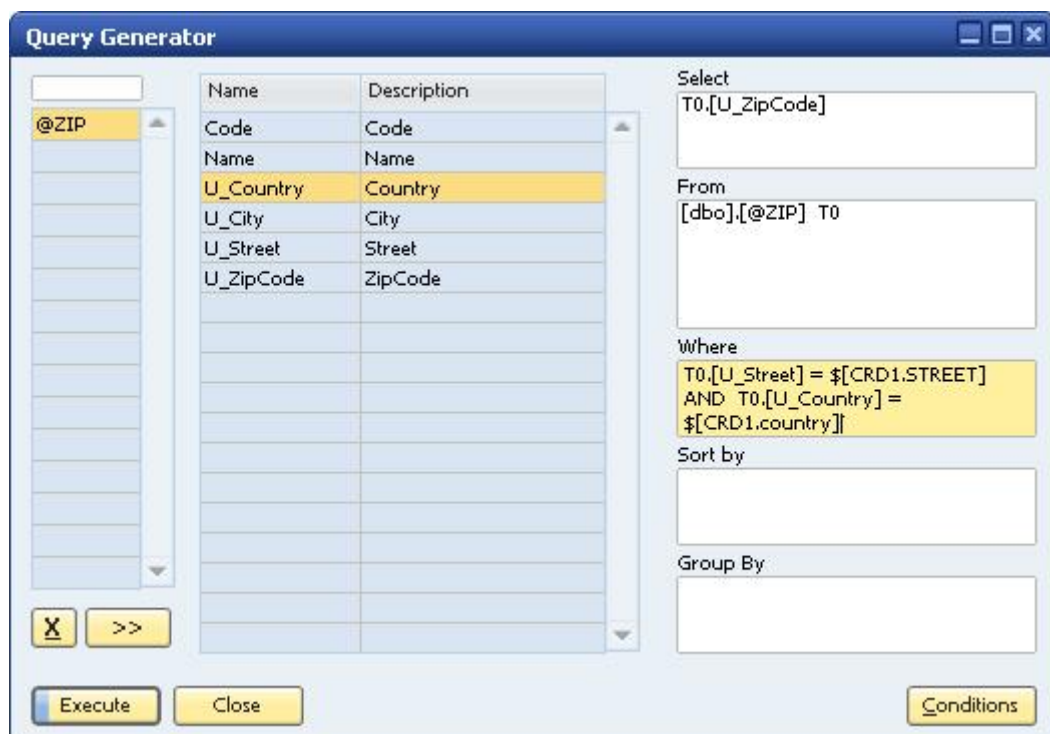 Query Generator
@ZIP
Name Description
Code Code
Name Name
U_Country Country
U_City City
U_Street Street
U_ZipCode ZipCode
X >>
Select
T0.[U_ZipCode]
From
[dbo].[@ZIP] T0
Where
T0.[U_Street] = $[CRD1.STREET]
AND T0.[U_Country] =
$[CRD1.country]
Sort by
Group By
Execute Close Conditions